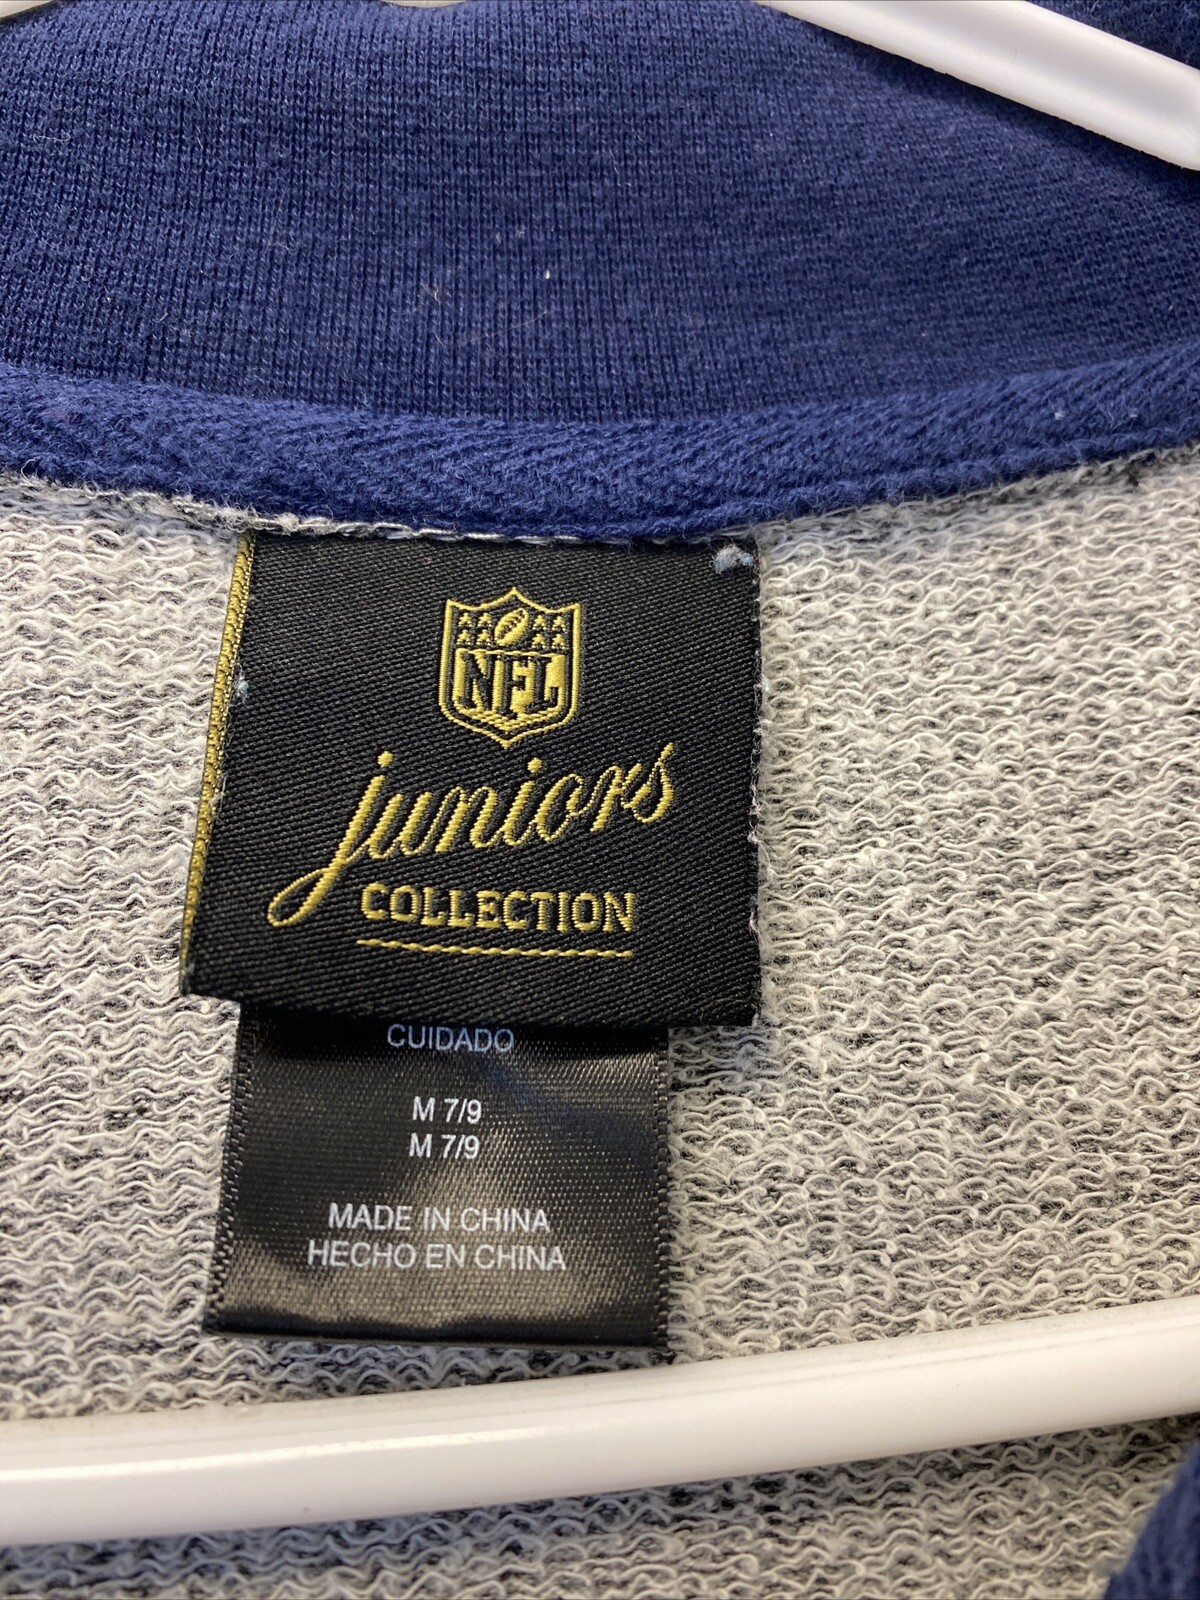 NFL
juniors
COLLECTION
CUIDADO
M 7/9
M 7/9
MADE IN CHINA
HECHO EN CHINA